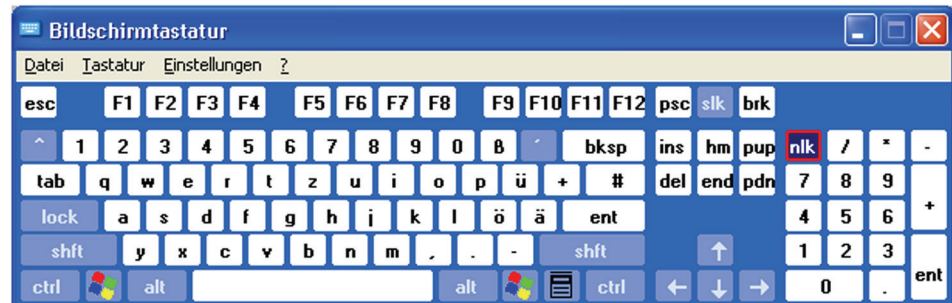 Bildschirmtastatur
Datei Tastatur Einstellungen ?
esc F1 F2 F3 F4 F5 F6 F7 F8 F9 F10 F11 F12 psc slk brk
^ 1 2 3 4 5 6 7 8 9 0 ß ´ bksp ins hm pup nlk / * -
tab q w e r t z u i o p ü + # del end pdn 7 8 9 +
lock a s d f g h j k l ö ä ent 4 5 6
shft y x c v b n m , . - shft ↑ 1 2 3 ent
ctrl alt alt ctrl ← ↓ → 0 .